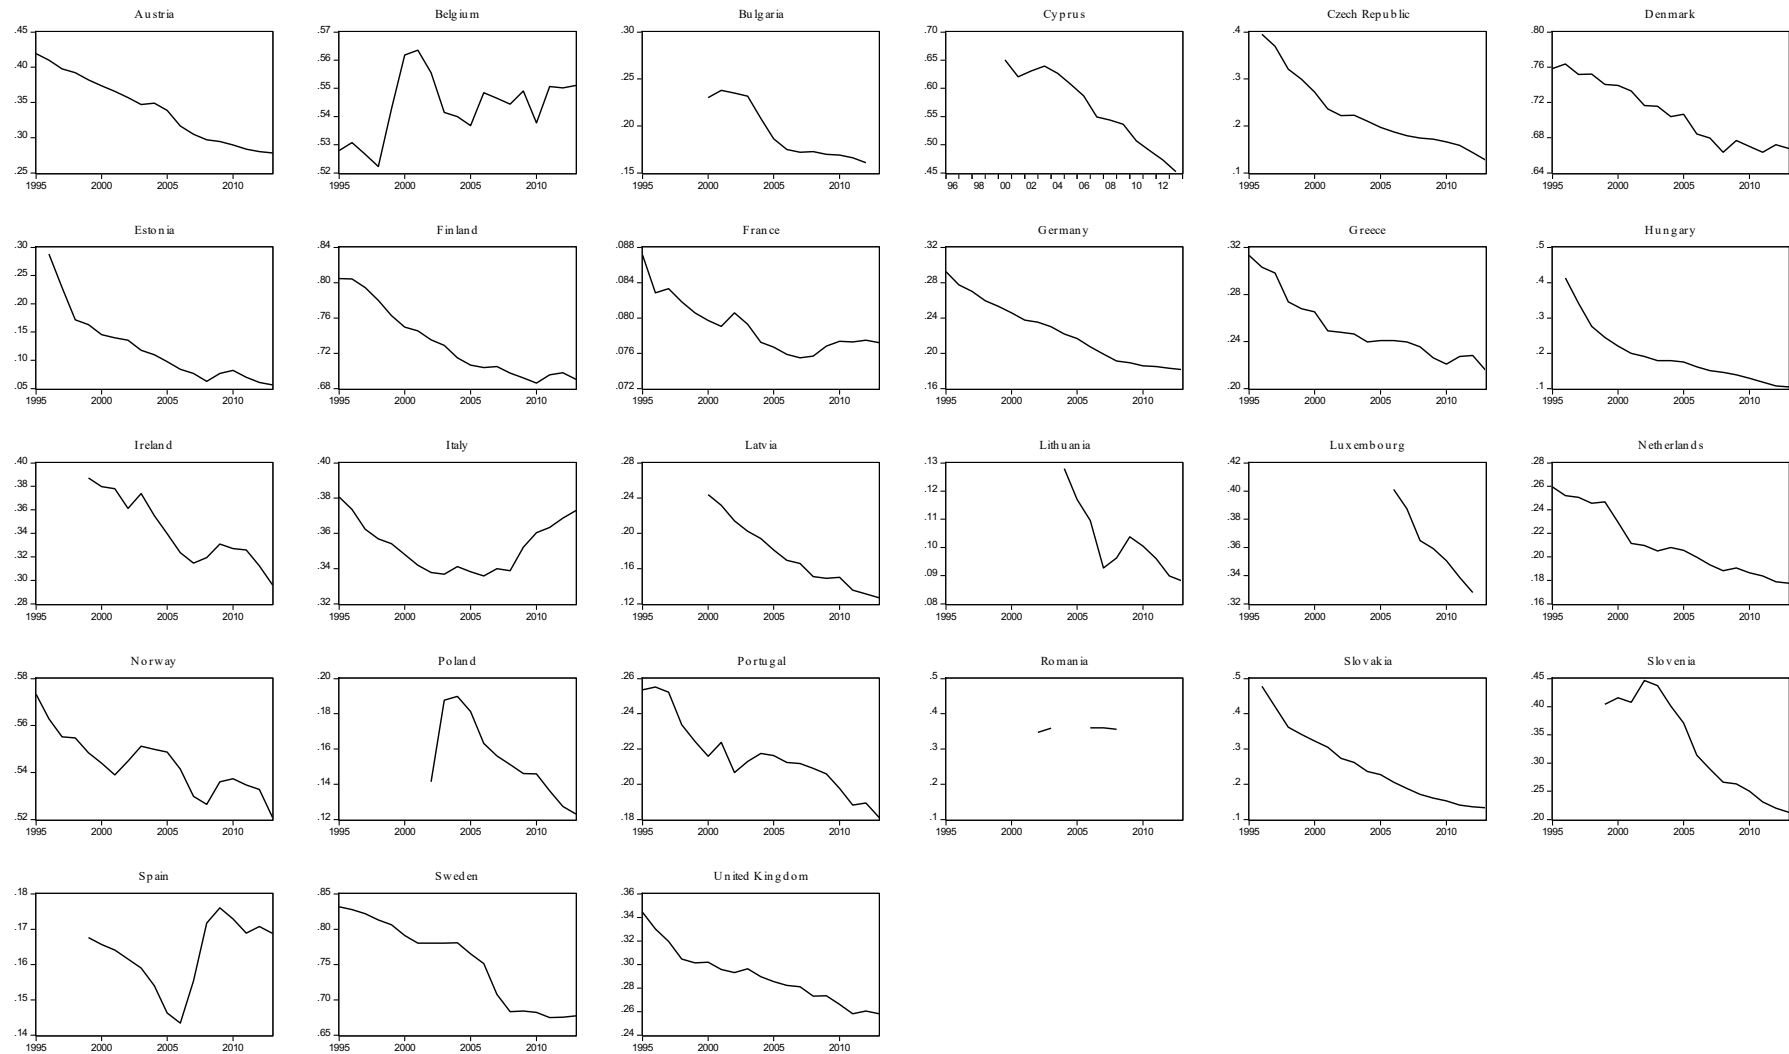 Austria Belgium Bulgaria Cyprus Czech Republic Denmark
.45 .57 .30 .70 .4 .80
.40 .56 .25 .65 .3 .76
.35 .55 .20 .60 .2 .72
.30 .54 .15 .55 .1 .68
.25 .53 .50 .64
.52 .45
1995 2000 2005 2010 1995 2000 2005 2010 1995 2000 2005 2010 96 98 00 02 04 06 08 10 12 1995 2000 2005 2010 1995 2000 2005 2010
Estonia Finland France Germany Greece Hungary
.30 .84 .088 .32 .32 .5
.25 .80 .084 .28 .28 .4
.20 .76 .080 .24 .24 .3
.15 .72 .076 .20 .20 .2
.10 .68 .072 .16 .1
.05
1995 2000 2005 2010 1995 2000 2005 2010 1995 2000 2005 2010 1995 2000 2005 2010 1995 2000 2005 2010 1995 2000 2005 2010
Ireland Italy Latvia Lithuania Luxembourg Netherlands
.40 .40 .28 .13 .42 .28
.38 .38 .24 .12 .40 .26
.36 .36 .20 .11 .38 .24
.34 .34 .16 .10 .36 .22
.32 .32 .12 .09 .34 .20
.30 .08 .32 .18
.28 .16
1995 2000 2005 2010 1995 2000 2005 2010 1995 2000 2005 2010 1995 2000 2005 2010 1995 2000 2005 2010 1995 2000 2005 2010
Norway Poland Portugal Romania Slovakia Slovenia
.58 .20 .26 .5 .5 .45
.56 .18 .24 .4 .4 .40
.54 .16 .22 .3 .3 .35
.52 .14 .20 .2 .2 .30
.12 .18 .1 .1 .25
.20
1995 2000 2005 2010 1995 2000 2005 2010 1995 2000 2005 2010 1995 2000 2005 2010 1995 2000 2005 2010 1995 2000 2005 2010
Spain Sweden United Kingdom
.18 .85 .36
.17 .80 .34
.16 .75 .32
.15 .70 .30
.14 .65 .28
.26
.24
1995 2000 2005 2010 1995 2000 2005 2010 1995 2000 2005 2010